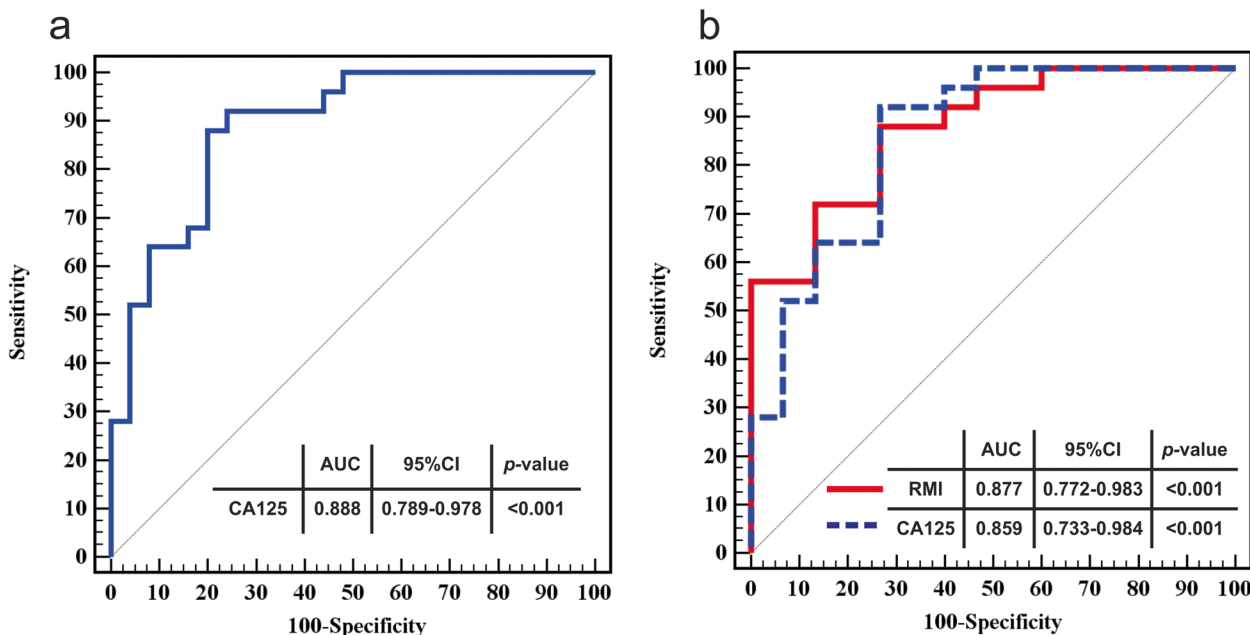 a
100
90
80
70
60
50
40
30
20
10
0
Sensitivity
AUC 95%CI p-value
CA125 0.888 0.789-0.978 <0.001
0 10 20 30 40 50 60 70 80 90 100
100-Specificity
b
100
90
80
70
60
50
40
30
20
10
0
Sensitivity
AUC 95%CI p-value
RMI 0.877 0.772-0.983 <0.001
CA125 0.859 0.733-0.984 <0.001
0 10 20 30 40 50 60 70 80 90 100
100-Specificity